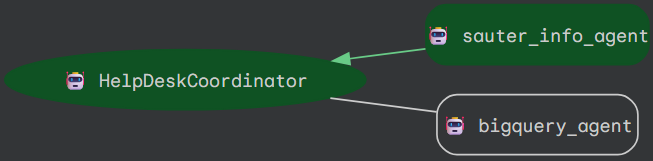 sauter_info_agent
HelpDeskCoordinator
bigquery_agent